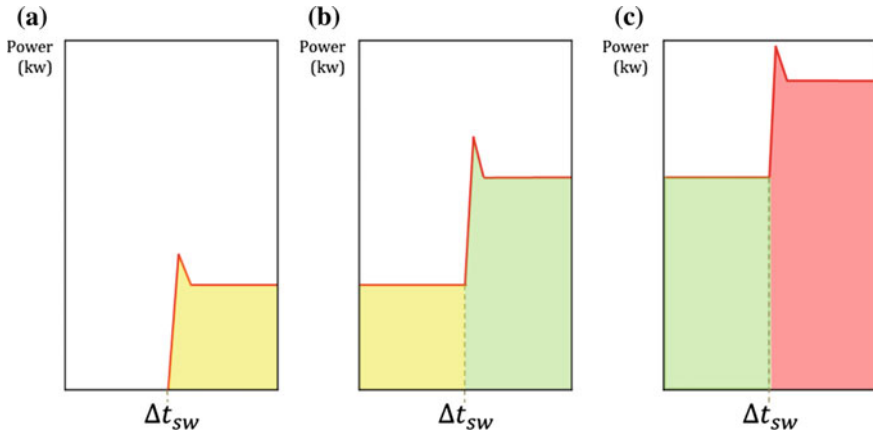 (a)
Power
(kw)
Δt_sw
(b)
Power
(kw)
Δt_sw
(c)
Power
(kw)
Δt_sw